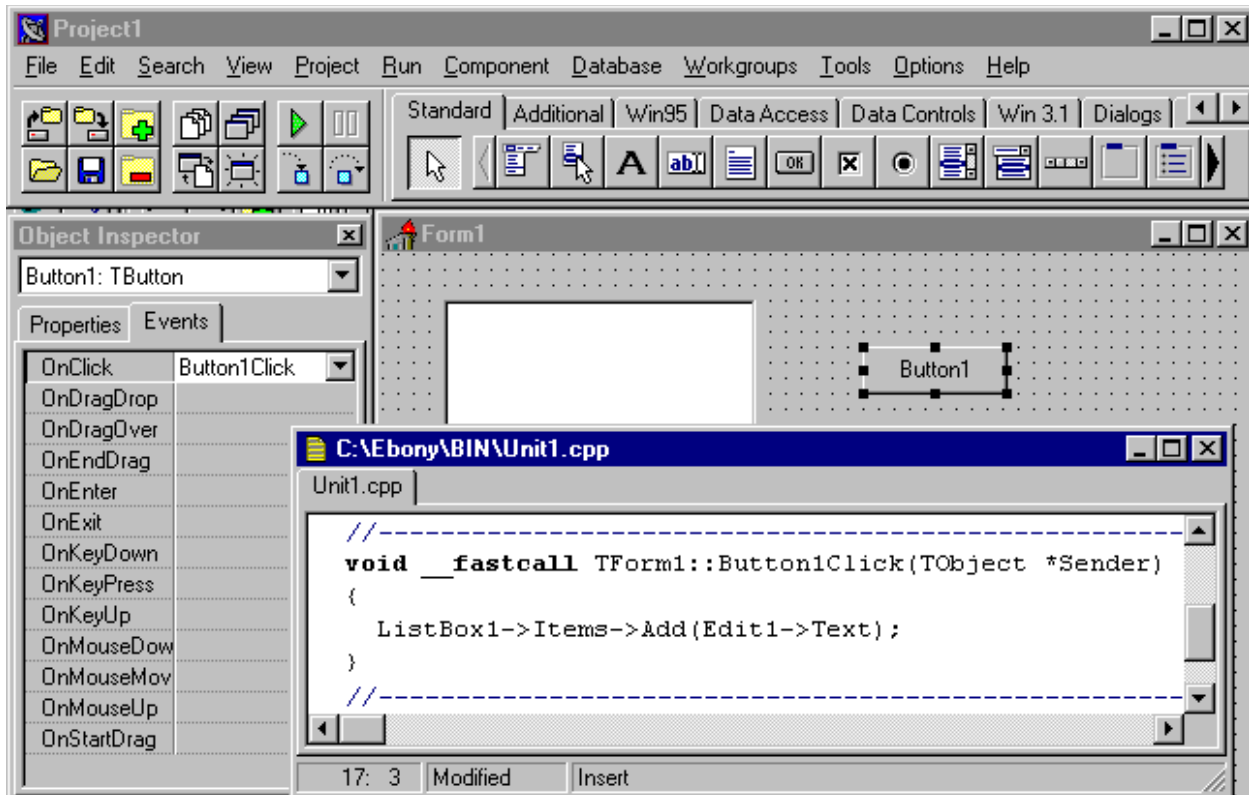 Project1
File Edit Search View Project Run Component Database Workgroups Tools Options Help
Standard Additional Win95 Data Access Data Controls Win 3.1 Dialogs
A ab OK
Object Inspector
Button1: TButton
Properties Events
OnClick Button1Click
OnDragDrop
OnDragOver
OnEndDrag
OnEnter
OnExit
OnKeyDown
OnKeyPress
OnKeyUp
OnMouseDow
OnMouseMov
OnMouseUp
OnStartDrag
Form1
Button1
C:\Ebony\BIN\Unit1.cpp
Unit1.cpp
//----------------------------------------------------
void __fastcall TForm1::Button1Click(TObject *Sender)
{
ListBox1->Items->Add(Edit1->Text);
}
//----------------------------------------------------
17: 3 Modified Insert